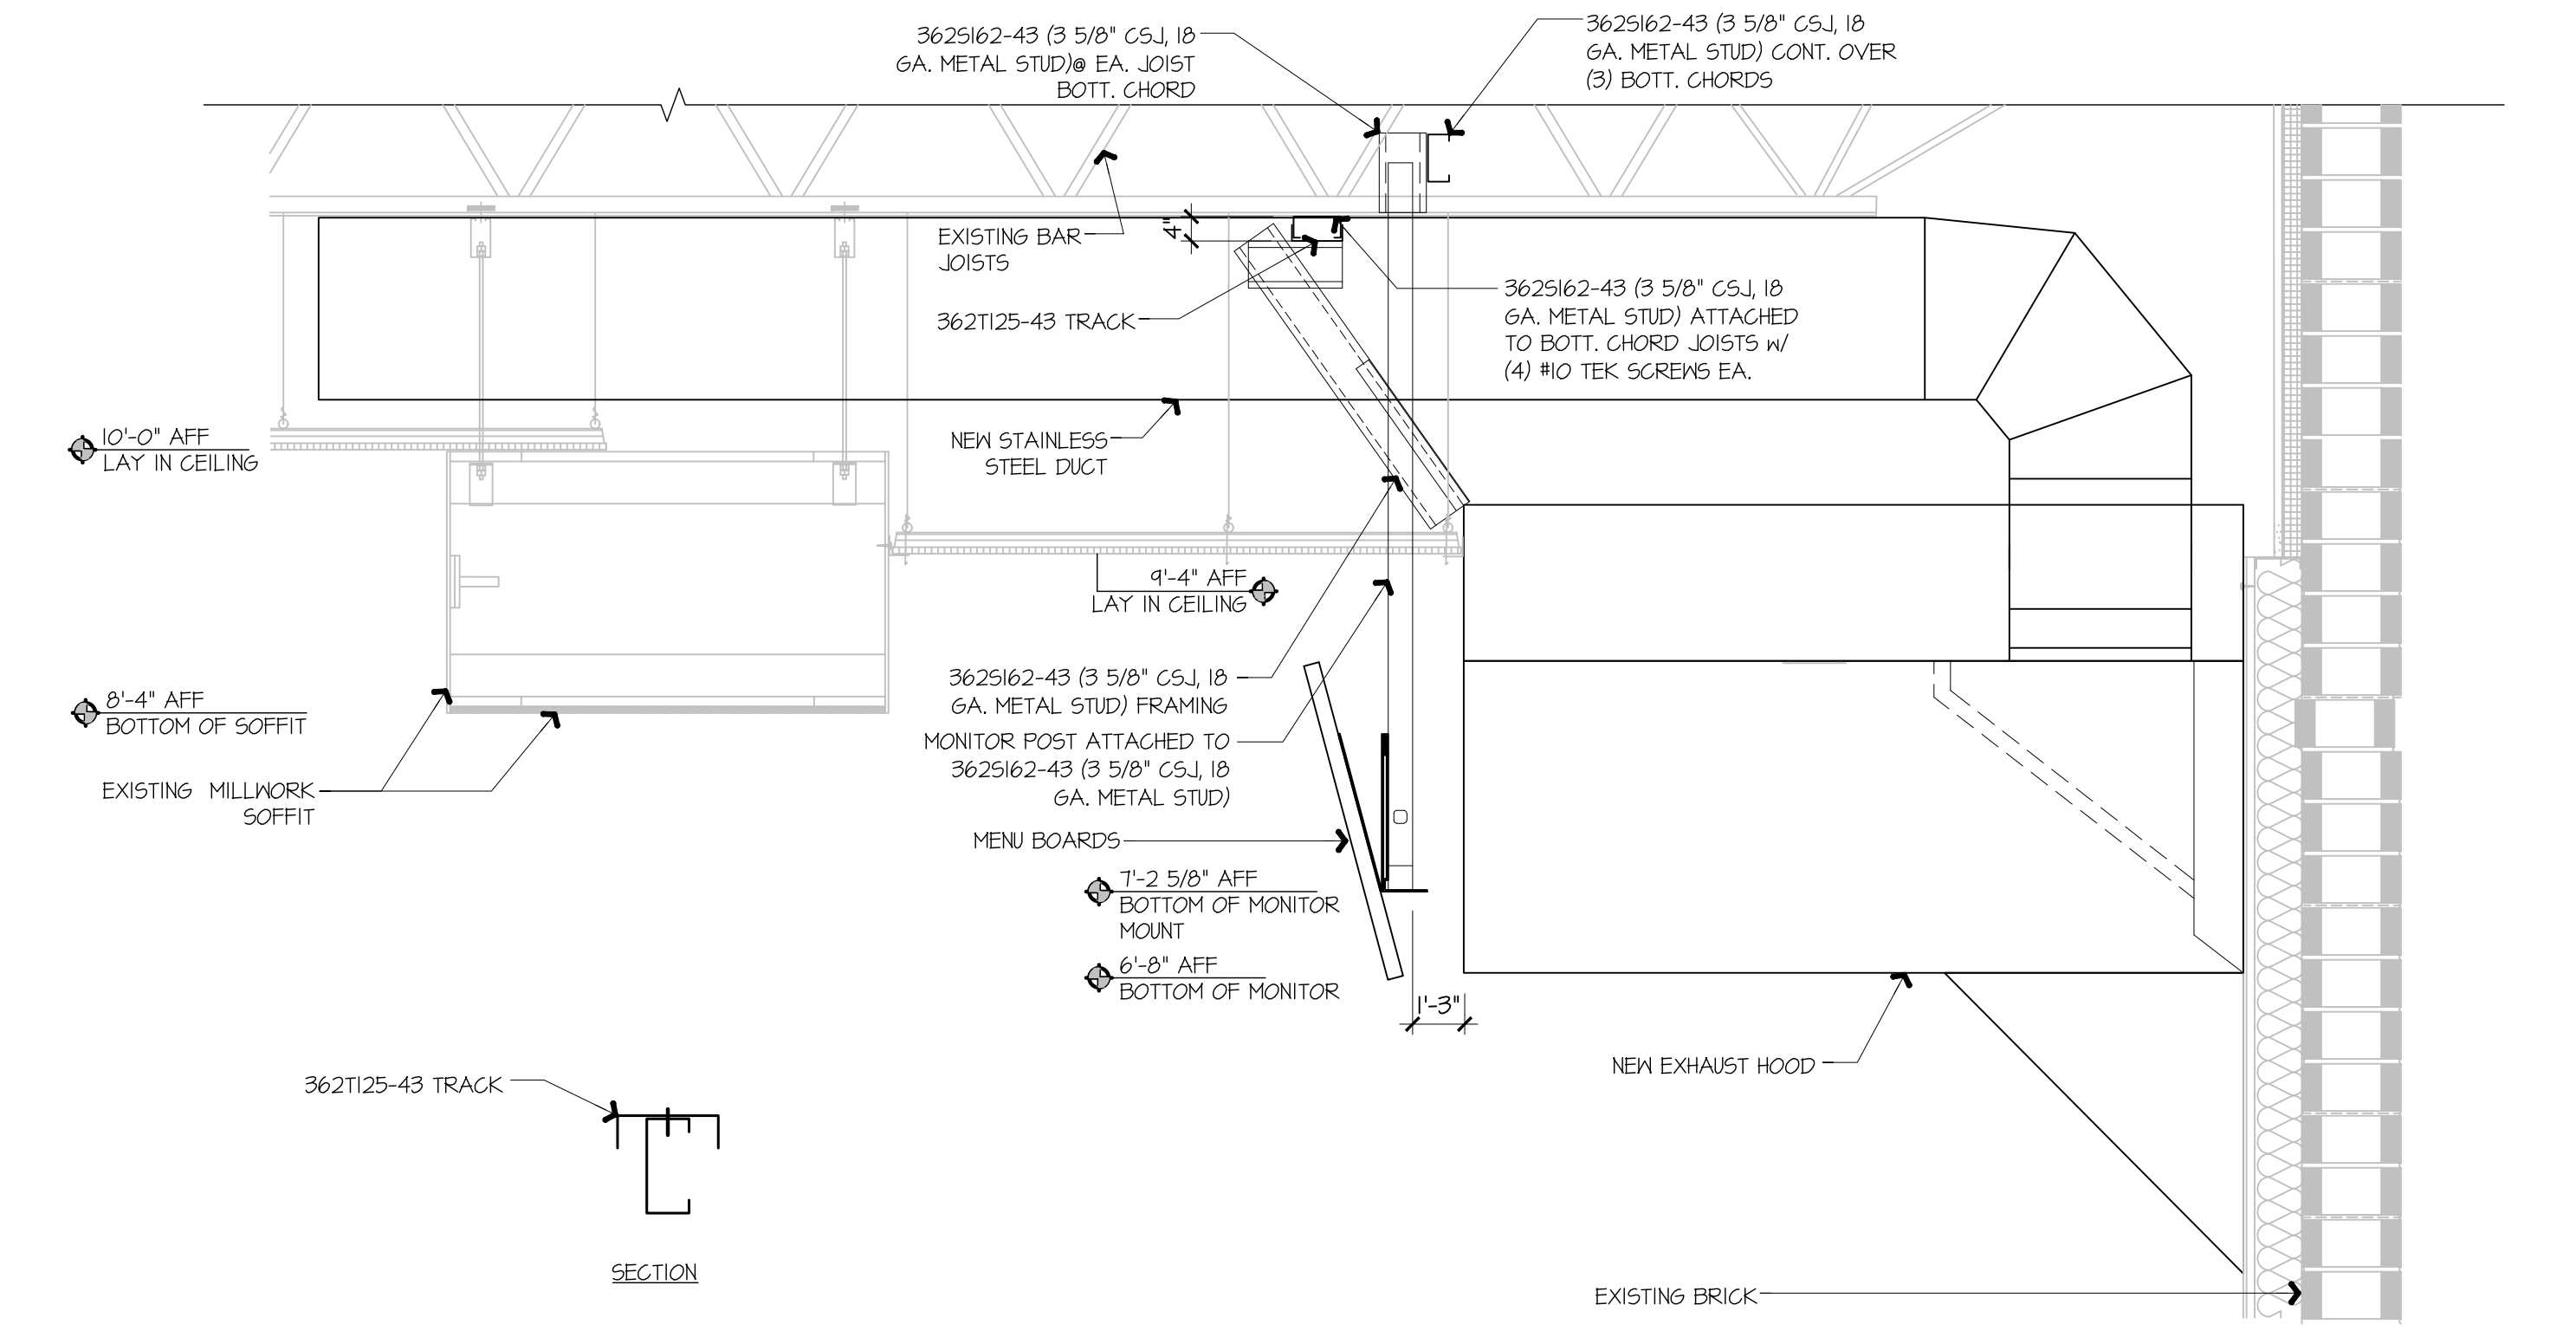 362S162-43 (3 5/8" CSJ, 18
GA. METAL STUD)@ EA. JOIST
BOTT. CHORD
362S162-43 (3 5/8" CSJ, 18
GA. METAL STUD) CONT. OVER
(3) BOTT. CHORDS
4"
EXISTING BAR
JOISTS
362T125-43 TRACK
362S162-43 (3 5/8" CSJ, 18
GA. METAL STUD) ATTACHED
TO BOTT. CHORD JOISTS W/
(4) #10 TEK SCREWS EA.
10'-0" AFF
LAY IN CEILING
NEW STAINLESS
STEEL DUCT
9'-4" AFF
LAY IN CEILING
8'-4" AFF
BOTTOM OF SOFFIT
EXISTING MILLWORK
SOFFIT
362S162-43 (3 5/8" CSJ, 18
GA. METAL STUD) FRAMING
MONITOR POST ATTACHED TO
362S162-43 (3 5/8" CSJ, 18
GA. METAL STUD)
MENU BOARDS
7'-2 5/8" AFF
BOTTOM OF MONITOR
MOUNT
6'-8" AFF
BOTTOM OF MONITOR
1'-3"
NEW EXHAUST HOOD
362T125-43 TRACK
SECTION
EXISTING BRICK